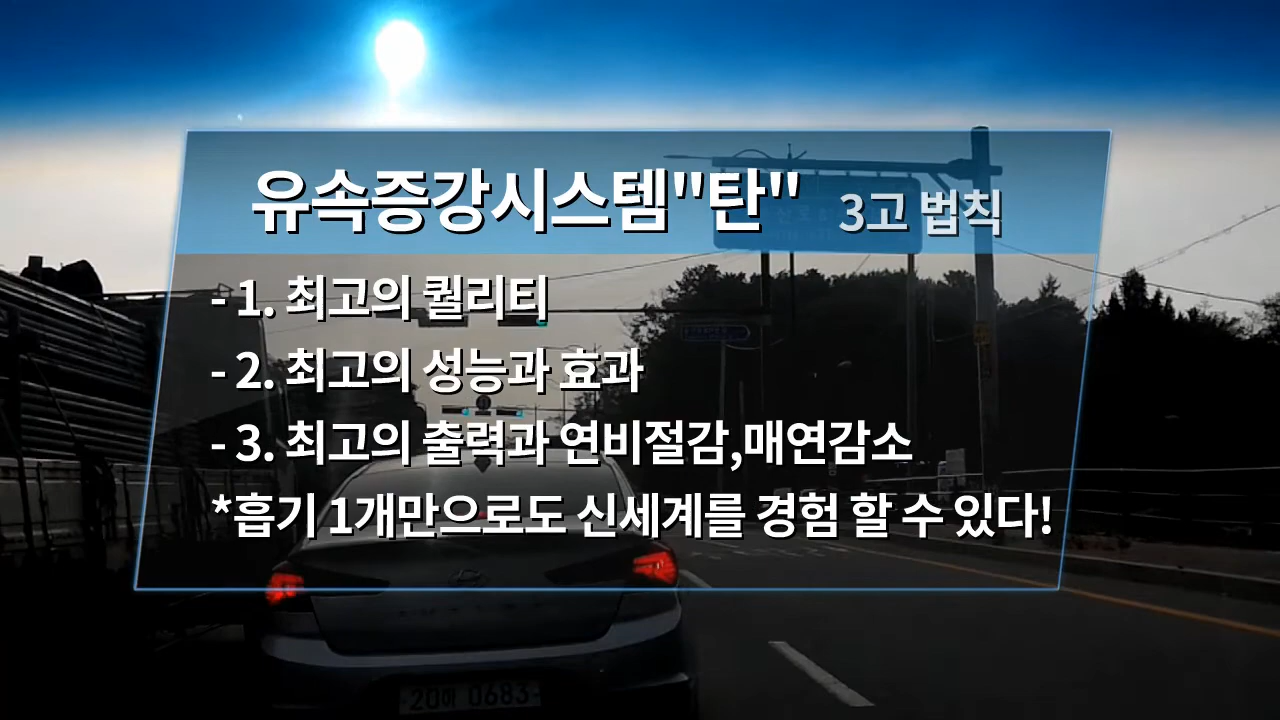 유속증강시스템"탄" 3고 법칙
- 1. 최고의 퀄리티
- 2. 최고의 성능과 효과
- 3. 최고의 출력과 연비절감,매연감소
*흡기 1개만으로도 신세계를 경험 할 수 있다!